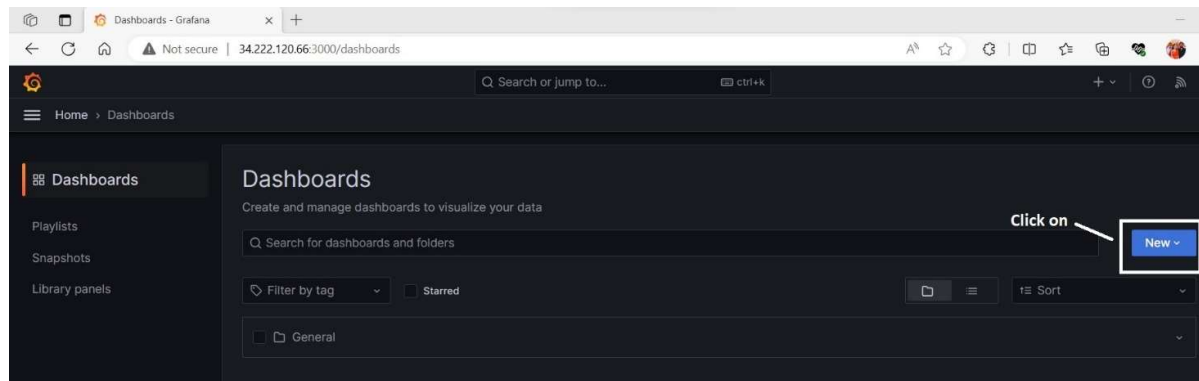 Dashboards - Grafana
Not secure 34.222.120.66:3000/dashboards
Search or jump to... ctrl+k
Home › Dashboards
Dashboards
Dashboards
Create and manage dashboards to visualize your data
Playlists
Click on
Search for dashboards and folders
New
Snapshots
Library panels
Filter by tag
Starred
Sort
General